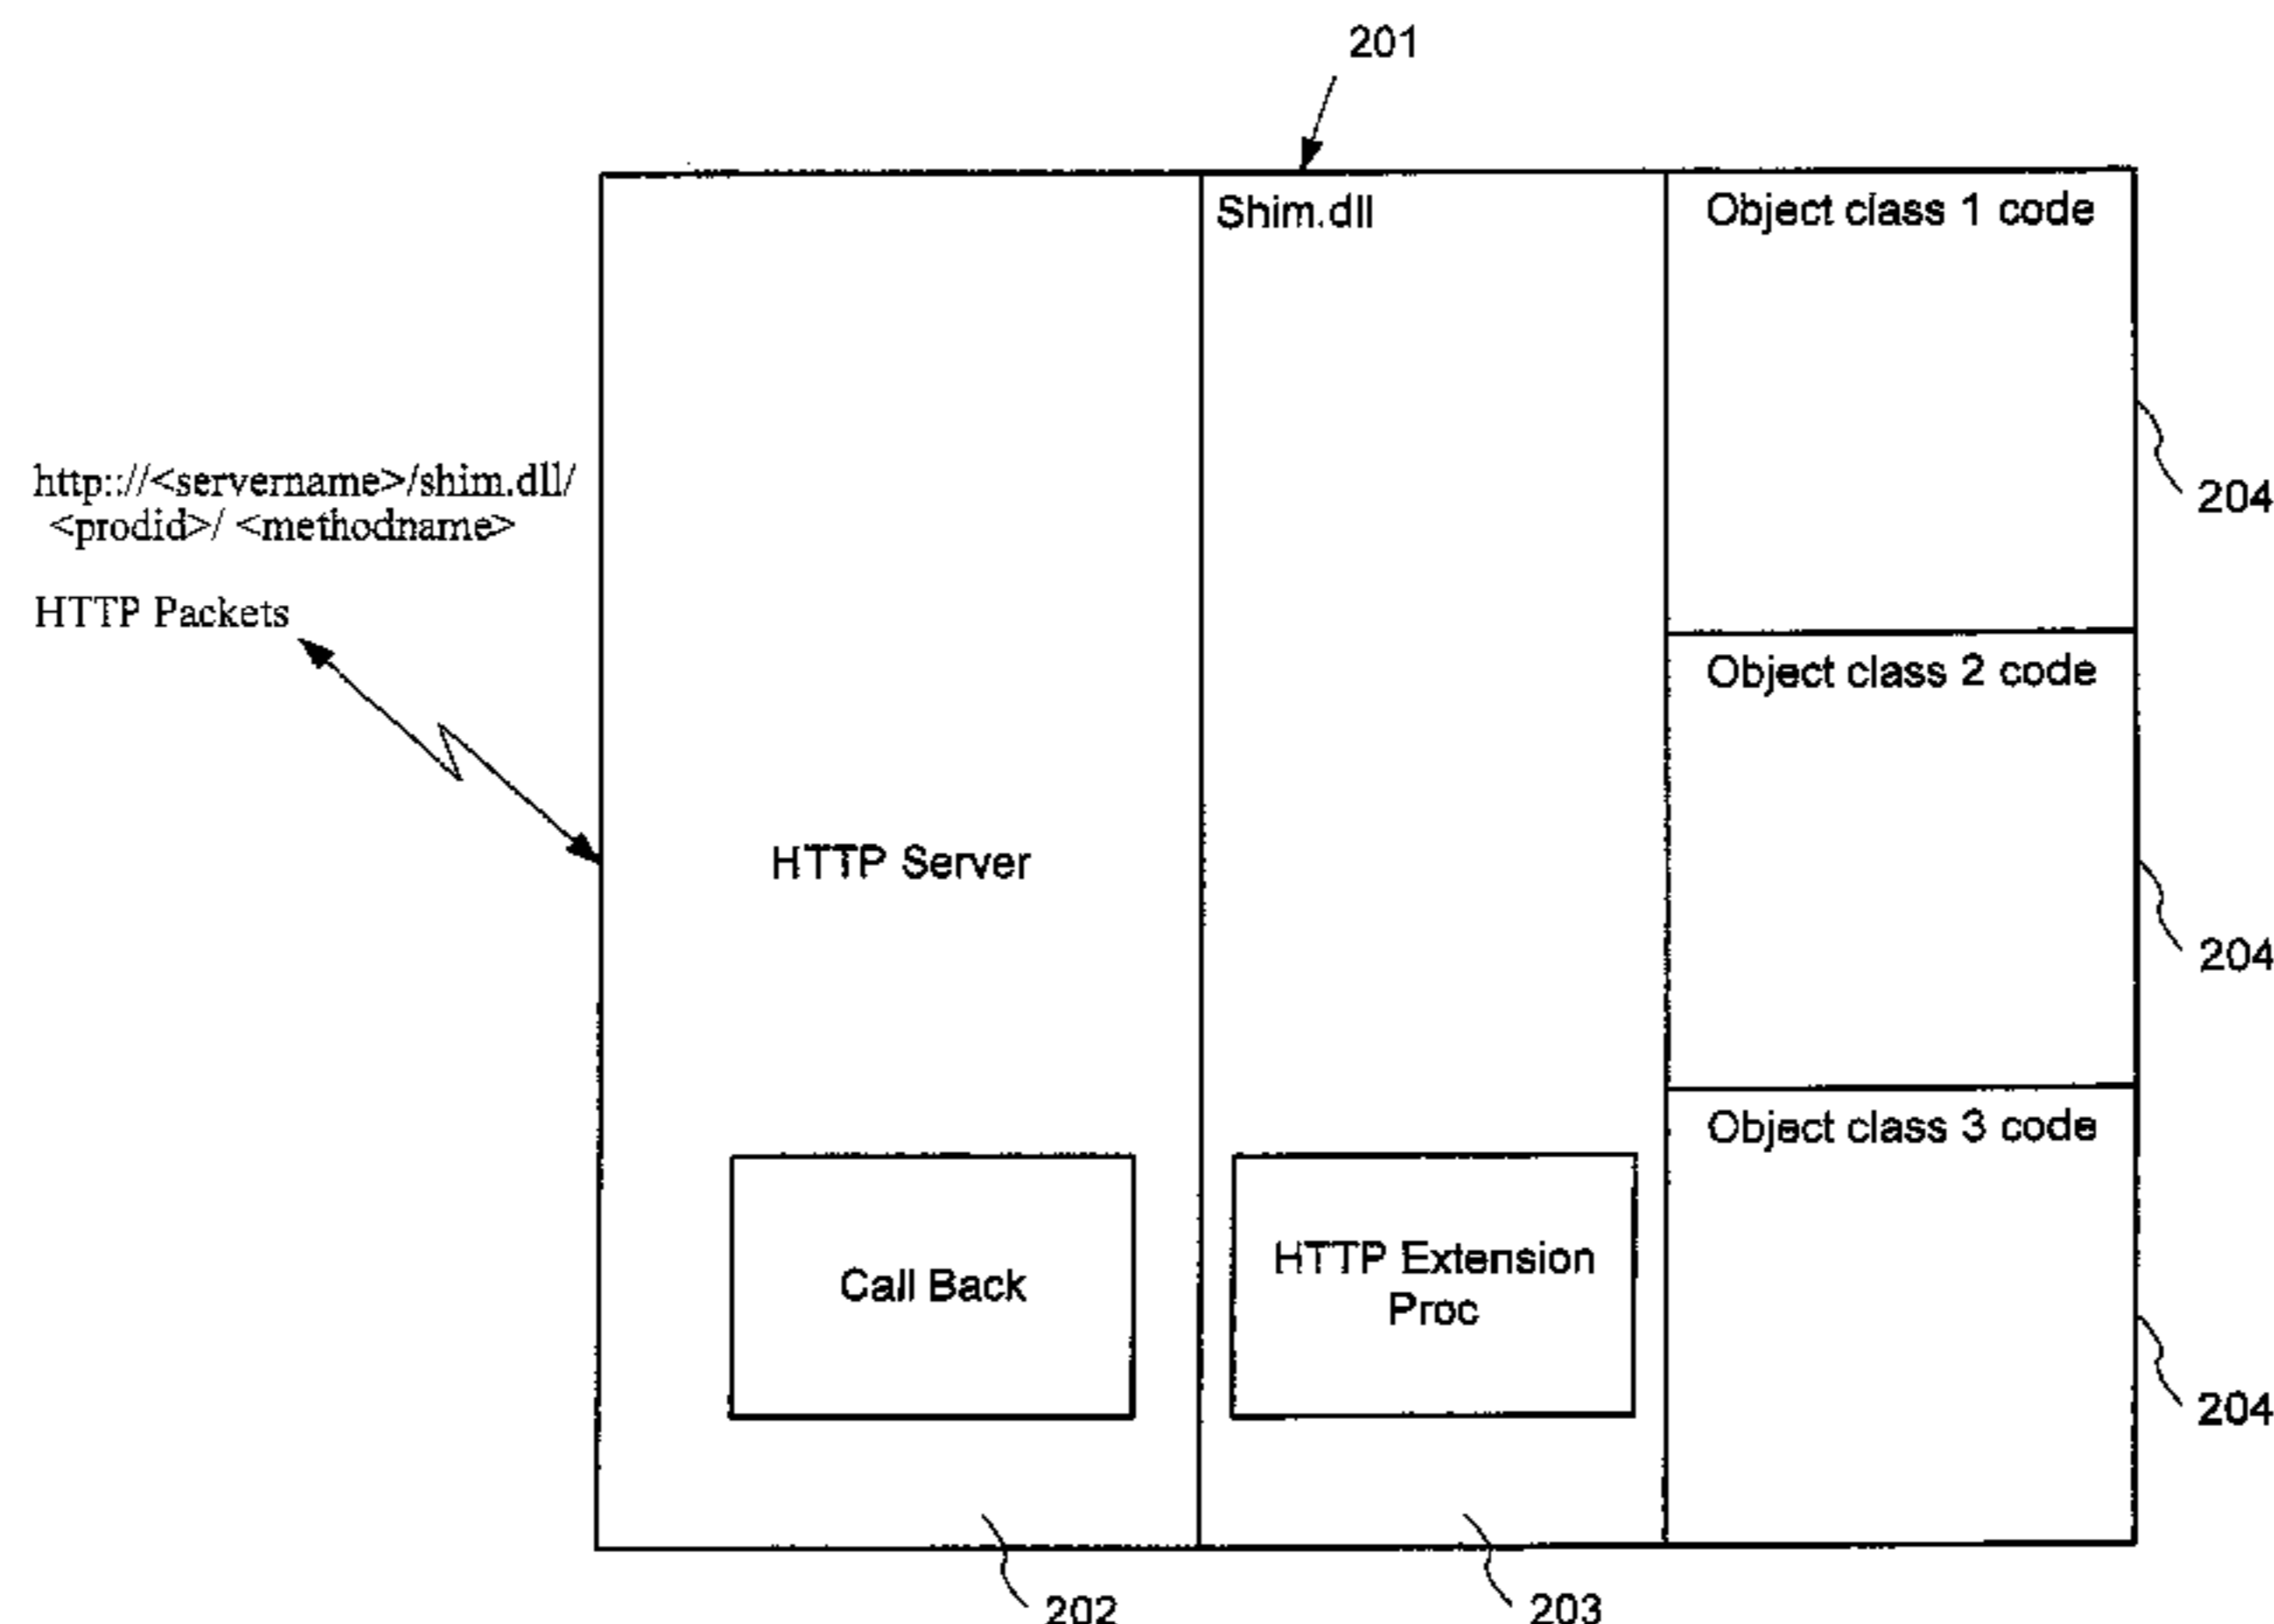 201
Shim.dll
Object class 1 code
http:://<servername>/shim.dll/
<prodid>/ <methodname>
204
HTTP Packets
Object class 2 code
HTTP Server
204
Object class 3 code
Call Back
HTTP Extension
Proc
204
202
203